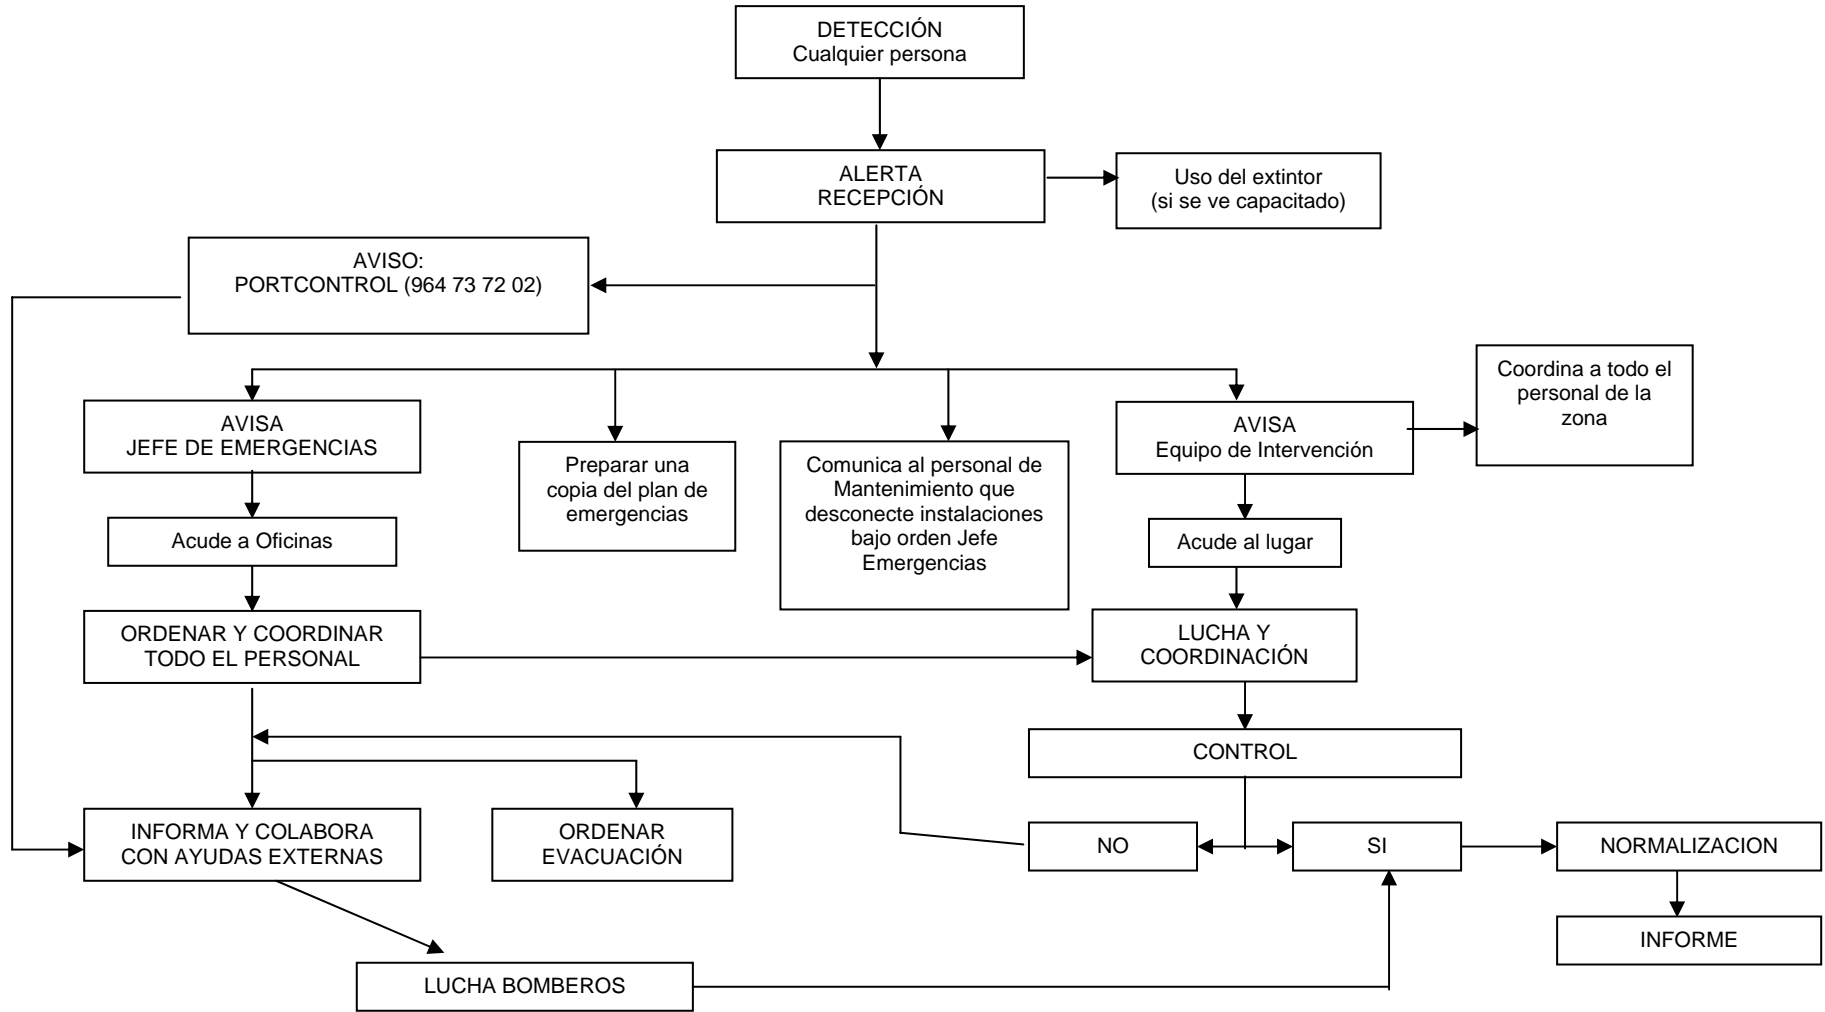 DETECCIÓN
Cualquier persona
ALERTA
RECEPCIÓN
Uso del extintor
(si se ve capacitado)
AVISO:
PORTCONTROL (964 73 72 02)
Coordina a todo el
personal de la
zona
AVISA
JEFE DE EMERGENCIAS
Preparar una
copia del plan de
emergencias
Comunica al personal de
Mantenimiento que
desconecte instalaciones
bajo orden Jefe
Emergencias
AVISA
Equipo de Intervención
Acude a Oficinas
Acude al lugar
ORDENAR Y COORDINAR
TODO EL PERSONAL
LUCHA Y
COORDINACIÓN
CONTROL
INFORMA Y COLABORA
CON AYUDAS EXTERNAS
ORDENAR
EVACUACIÓN
NO
SI
NORMALIZACION
INFORME
LUCHA BOMBEROS